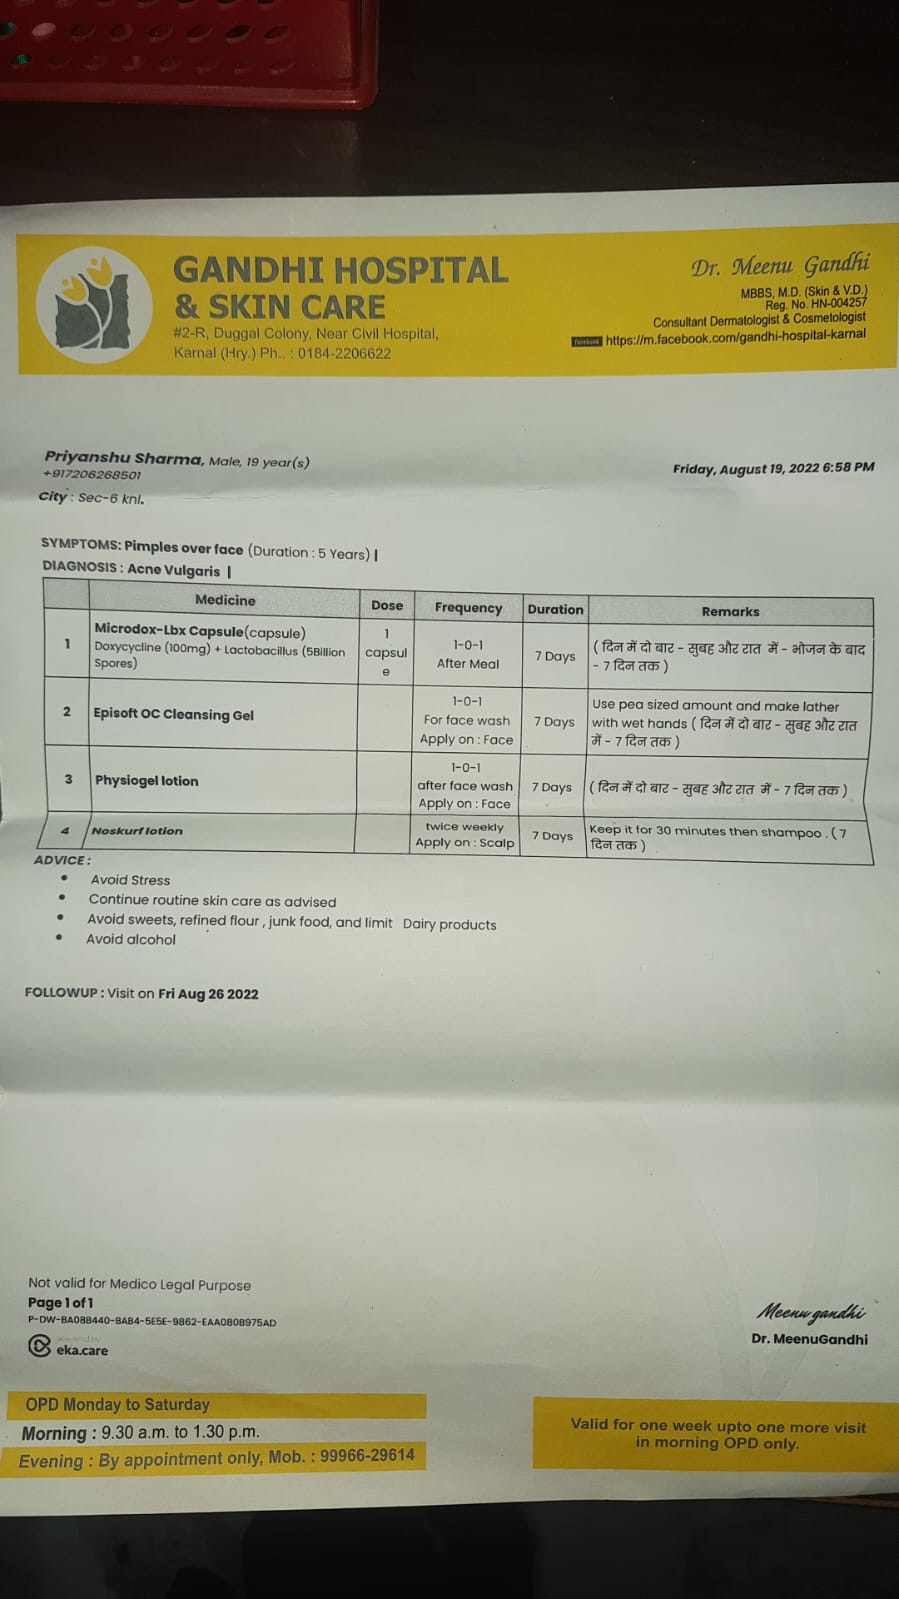 GANDHI HOSPITAL
& SKIN CARE
#2-R, Duggal Colony, Near Civil Hospital,
Karnal (Hry.) Ph.. : 0184-2206622
Dr. Meenu Gandhi
MBBS, M.D. (Skin & V.D.)
Reg. No. HN-004257
Consultant Dermatologist & Cosmetologist
facebook https://m.facebook.com/gandhi-hospital-karnal
Priyanshu Sharma, Male, 19 year(s)
+917206268501
City : Sec-6 knl.
Friday, August 19, 2022 6:58 PM
SYMPTOMS: Pimples over face (Duration : 5 Years) |
DIAGNOSIS : Acne Vulgaris |
Medicine Dose Frequency Duration Remarks
1
Microdox-Lbx Capsule(capsule)
Doxycycline (100mg) + Lactobacillus (5Billion
Spores)
1
capsul
e
1-0-1
After Meal
7 Days
( दिन में दो बार - सुबह और रात में - भोजन के बाद
- 7 दिन तक )
2
Episoft OC Cleansing Gel
1-0-1
For face wash
Apply on : Face
7 Days
Use pea sized amount and make lather
with wet hands ( दिन में दो बार - सुबह और रात
में - 7 दिन तक )
3
Physiogel lotion
1-0-1
after face wash
Apply on : Face
7 Days
( दिन में दो बार - सुबह और रात में - 7 दिन तक )
4
Noskurf lotion
twice weekly
Apply on : Scalp
7 Days
Keep it for 30 minutes then shampoo . ( 7
दिन तक )
ADVICE :
• Avoid Stress
• Continue routine skin care as advised
• Avoid sweets, refined flour , junk food, and limit Dairy products
• Avoid alcohol
FOLLOWUP : Visit on Fri Aug 26 2022
Not valid for Medico Legal Purpose
Page 1 of 1
P-DW-BA088440-BAB4-5E5E-9862-EAA0B0B975AD
powered by
eka.care
Meenu gandhi
Dr. MeenuGandhi
OPD Monday to Saturday
Morning : 9.30 a.m. to 1.30 p.m.
Evening : By appointment only, Mob. : 99966-29614
Valid for one week upto one more visit
in morning OPD only.